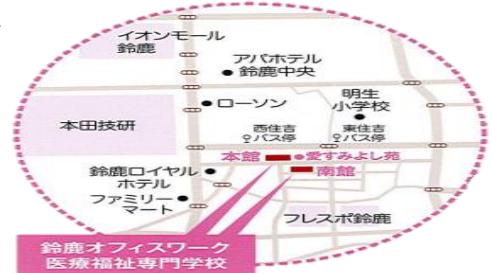 イオンモール
鈴鹿
アパホテル
鈴鹿中央
ローソン
明生
小学校
本田技研
西住吉
バス停
東住吉
バス停
本館
愛すみよし苑
南館
鈴鹿ロイヤル
ホテル
ファミリー
マート
フレスポ鈴鹿
鈴鹿オフィスワーク
医療福祉専門学校